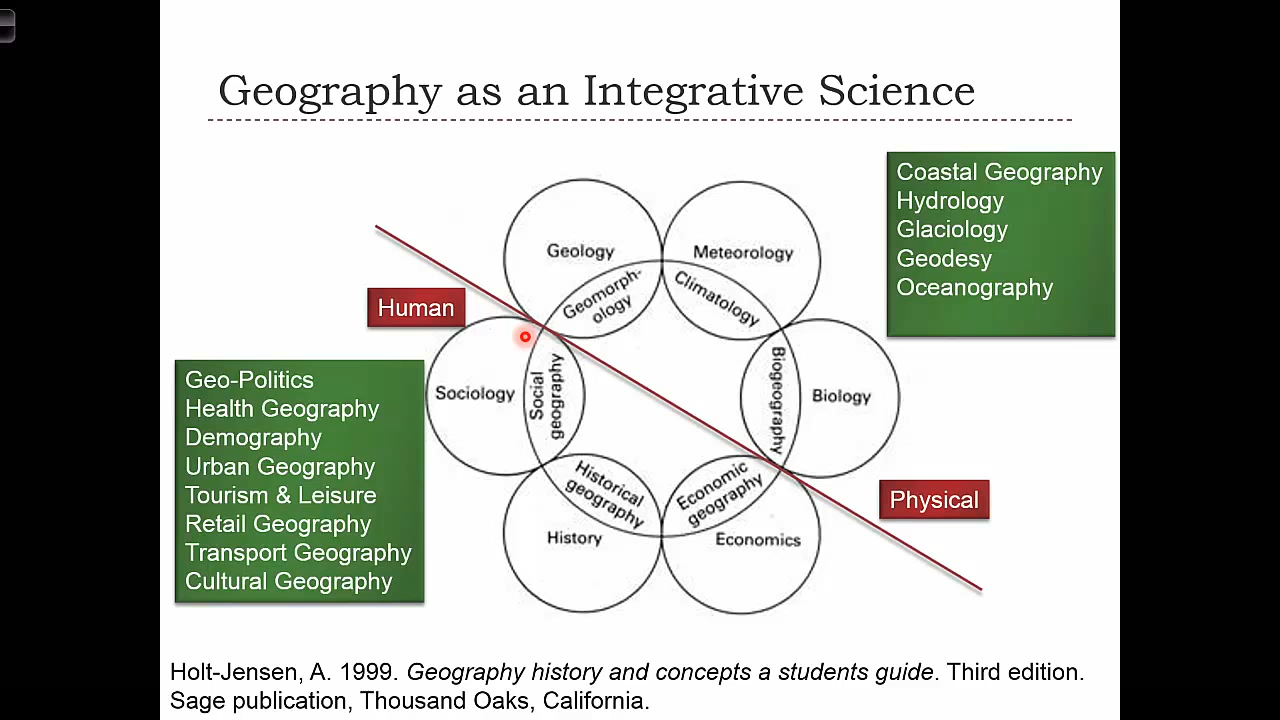 Geography as an Integrative Science
Coastal Geography
Hydrology
Glaciology
Geodesy
Oceanography
Geology
Meteorology
Geomorph-
ology
Climatology
Human
Sociology
Social
geography
Biogeography
Biology
Geo-Politics
Health Geography
Demography
Urban Geography
Tourism & Leisure
Retail Geography
Transport Geography
Cultural Geography
Historical
geography
Economic
geography
Physical
History
Economics
Holt-Jensen, A. 1999. Geography history and concepts a students guide. Third edition.
Sage publication, Thousand Oaks, California.